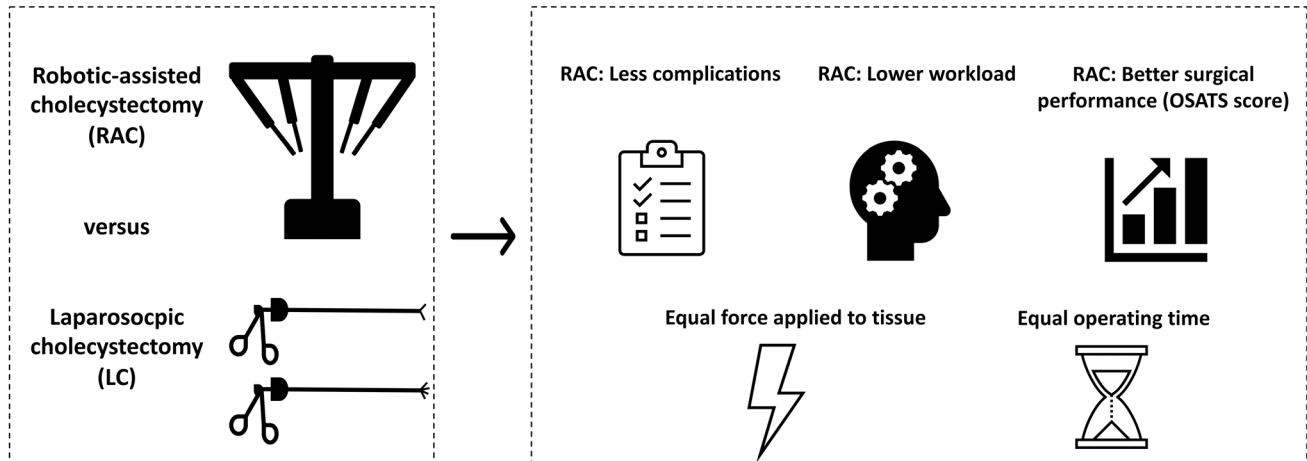 Robotic-assisted
cholecystectomy
(RAC)
versus
Laparosocpic
cholecystectomy
(LC)
RAC: Less complications
RAC: Lower workload
RAC: Better surgical
performance (OSATS score)
Equal force applied to tissue
Equal operating time